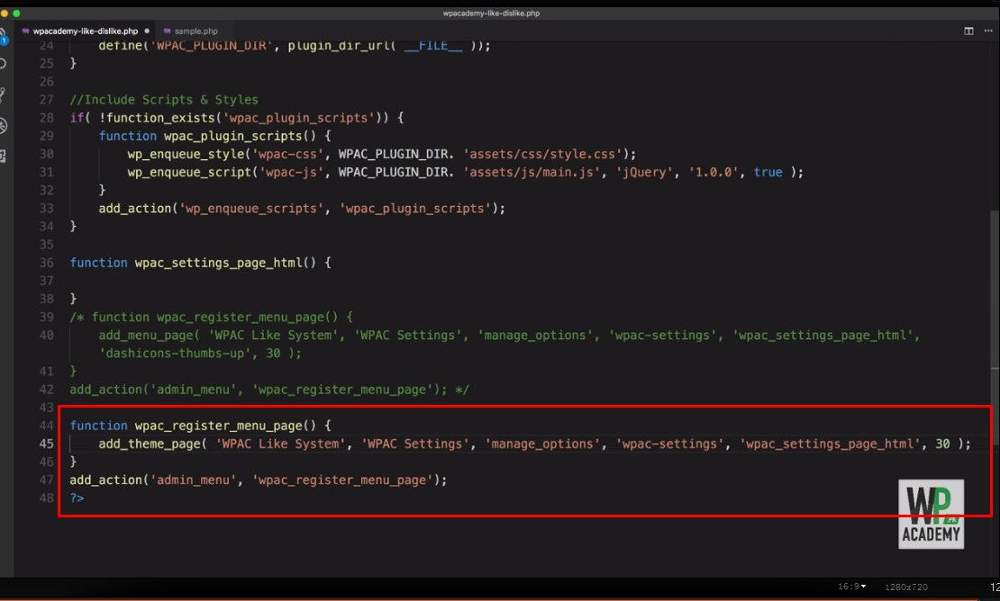 wpacademy-like-dislike.php
wpacademy-like-dislike.php
sample.php
1
24 define('WPAC_PLUGIN_DIR', plugin_dir_url( __FILE__ ));
25 }
26
27 //Include Scripts & Styles
28 if( !function_exists('wpac_plugin_scripts')) {
29 function wpac_plugin_scripts() {
30 wp_enqueue_style('wpac-css', WPAC_PLUGIN_DIR. 'assets/css/style.css');
31 wp_enqueue_script('wpac-js', WPAC_PLUGIN_DIR. 'assets/js/main.js', 'jQuery', '1.0.0', true );
32 }
33 add_action('wp_enqueue_scripts', 'wpac_plugin_scripts');
34 }
35
36 function wpac_settings_page_html() {
37
38 }
39 /* function wpac_register_menu_page() {
40 add_menu_page( 'WPAC Like System', 'WPAC Settings', 'manage_options', 'wpac-settings', 'wpac_settings_page_html',
'dashicons-thumbs-up', 30 );
41 }
42 add_action('admin_menu', 'wpac_register_menu_page'); */
43
44 function wpac_register_menu_page() {
45 add_theme_page( 'WPAC Like System', 'WPAC Settings', 'manage_options', 'wpac-settings', 'wpac_settings_page_html', 30 );
46 }
47 add_action('admin_menu', 'wpac_register_menu_page');
48 ?>
WP
ACADEMY
16:9 1280x720 12